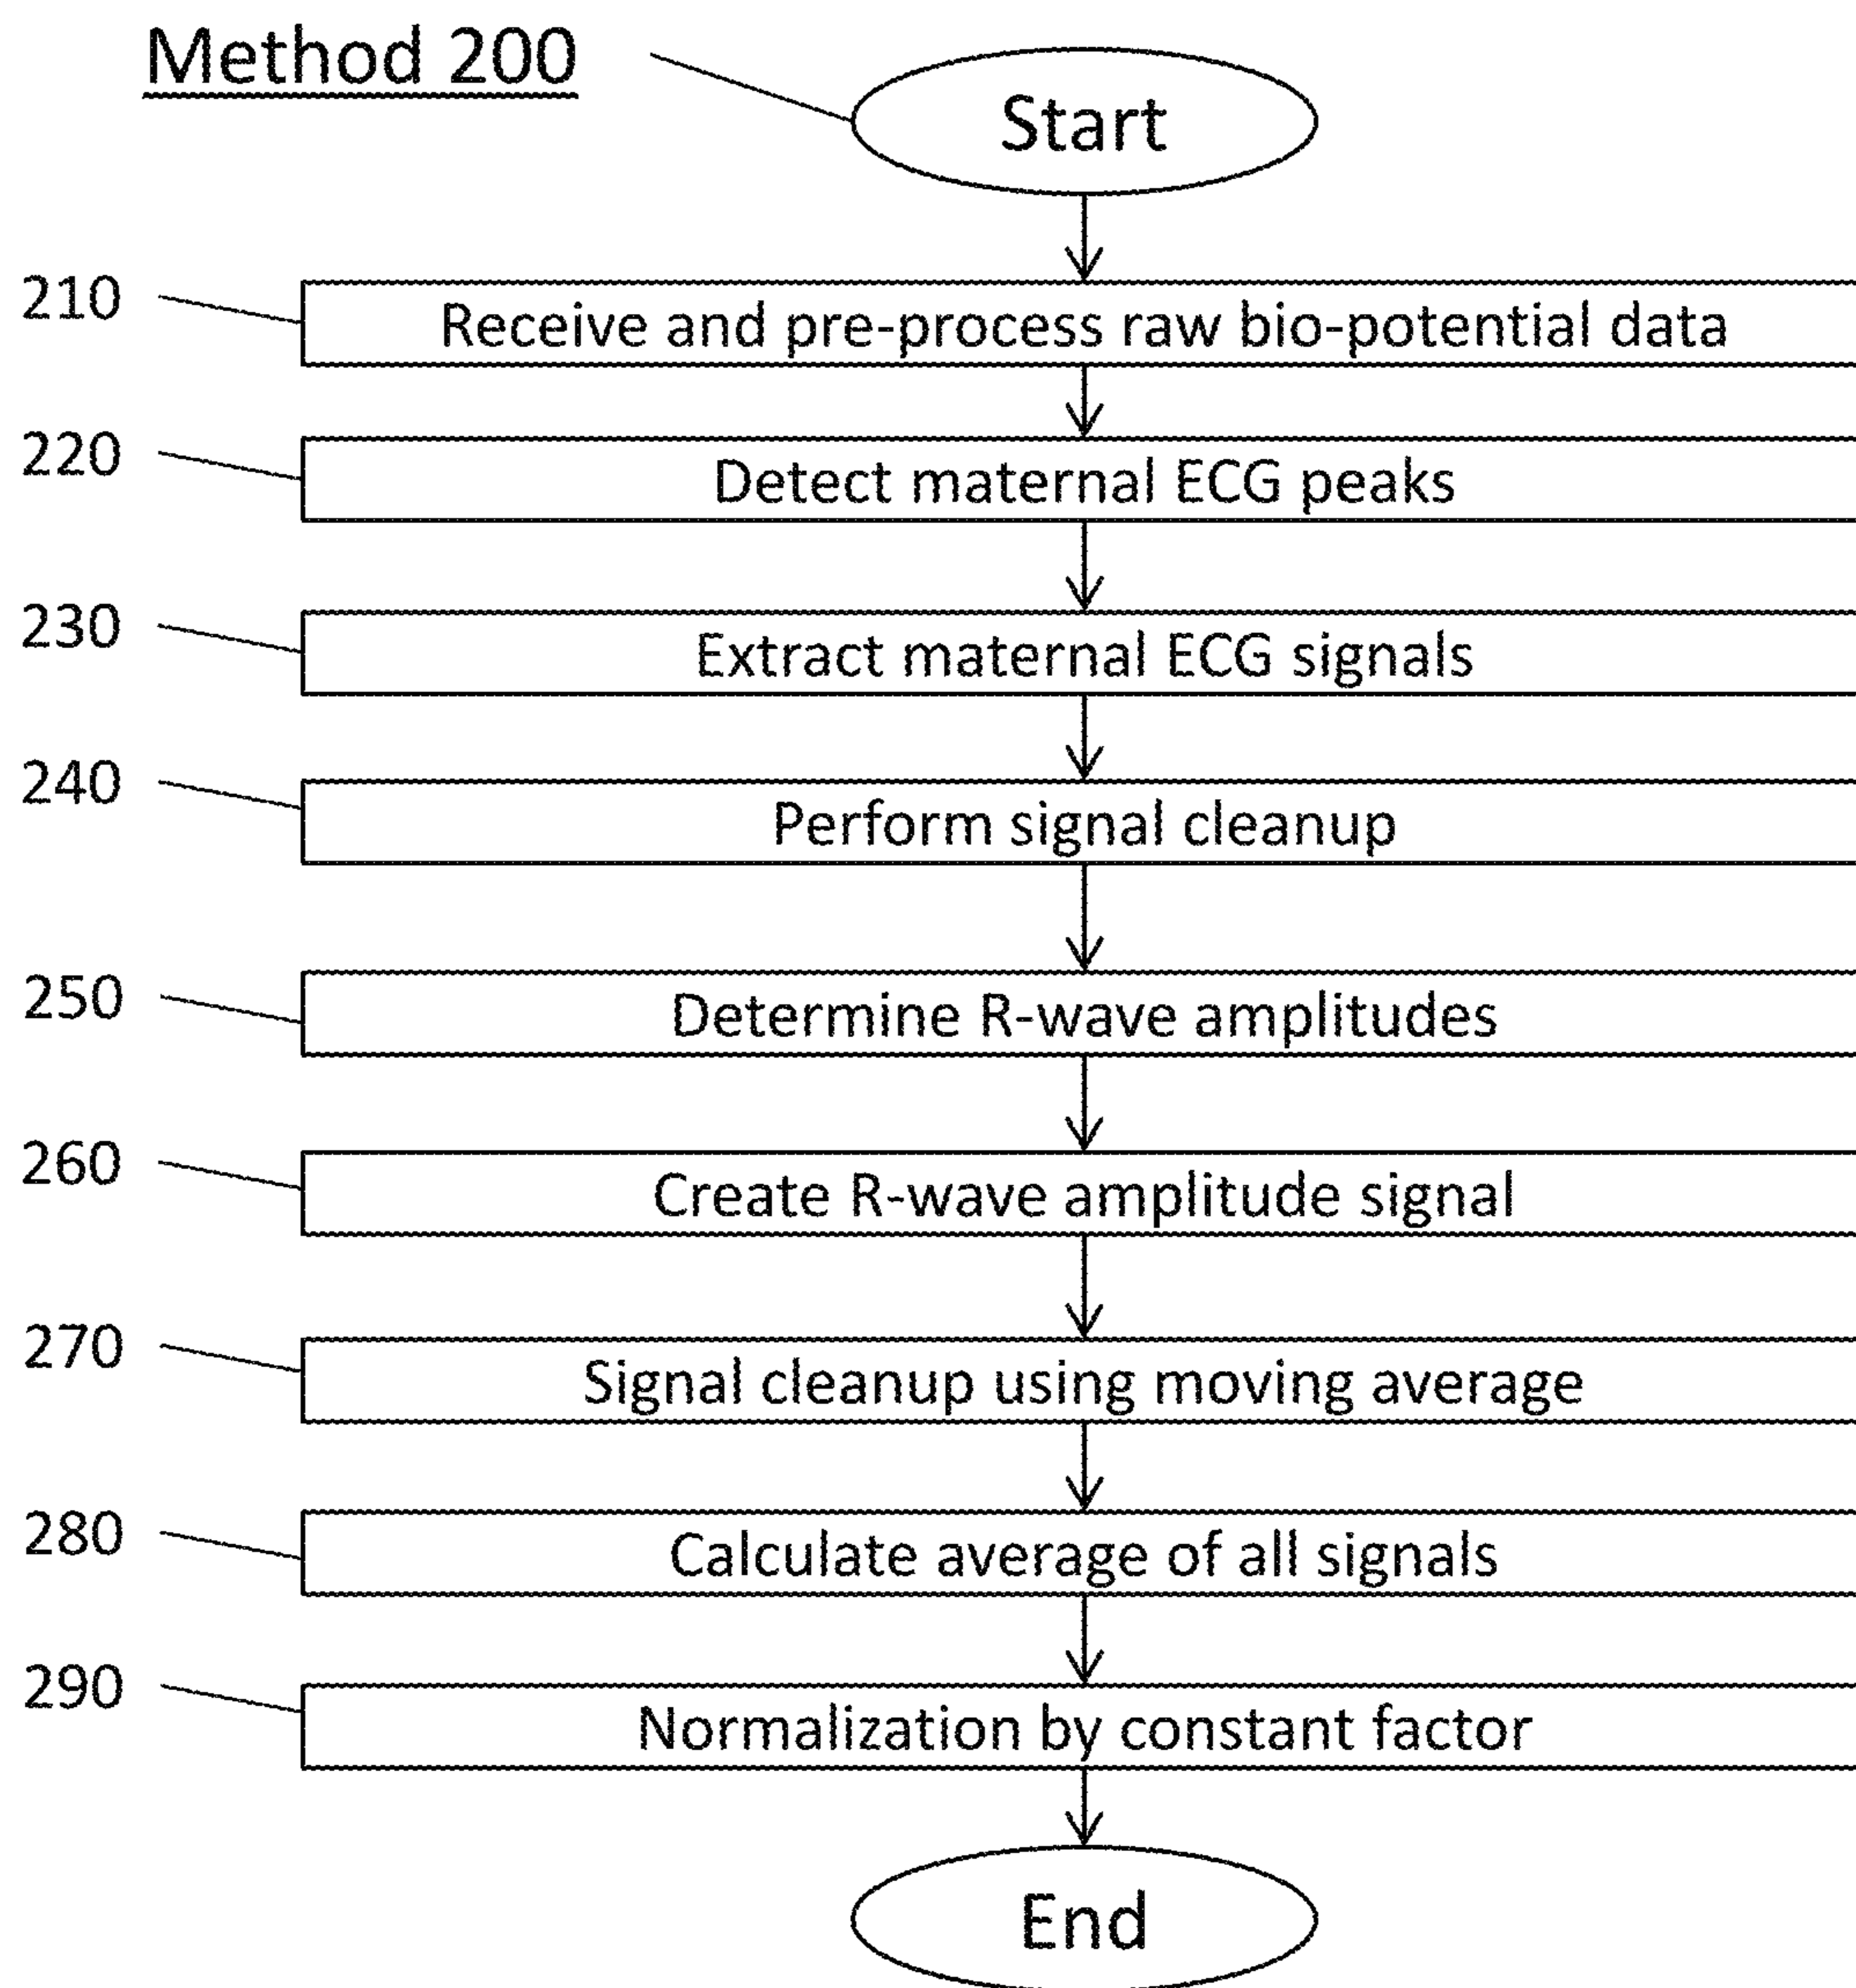 Method 200
Start
210
Receive and pre-process raw bio-potential data
220
Detect maternal ECG peaks
230
Extract maternal ECG signals
240
Perform signal cleanup
250
Determine R-wave amplitudes
260
Create R-wave amplitude signal
270
Signal cleanup using moving average
280
Calculate average of all signals
290
Normalization by constant factor
End